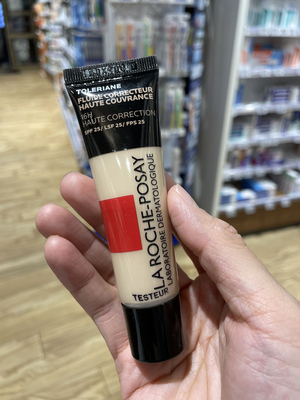 TOLERIANE
FLUIDE CORRECTEUR
HAUTE COUVRANCE
16H
HAUTE CORRECTION
SPF 25/ LSF 25/ FPS 25
LA ROCHE-POSAY
LABORATOIRE DERMATOLOGIQUE
TESTEUR